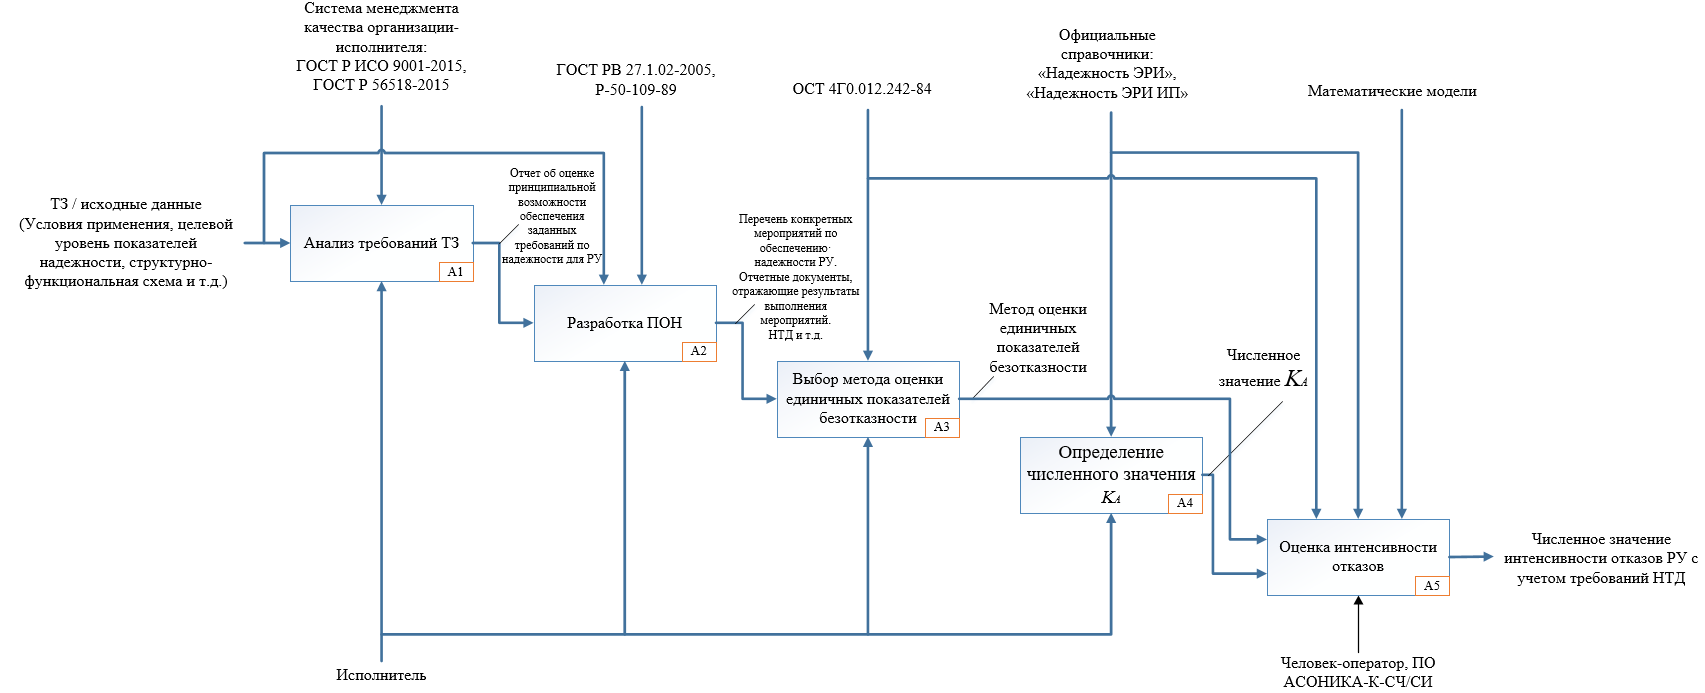 Система менеджмента
качества организации-
исполнителя:
ГОСТ Р ИСО 9001-2015,
ГОСТ Р 56518-2015
ГОСТ РВ 27.1.02-2005,
Р-50-109-89
ОСТ 4Г0.012.242-84
Официальные
справочники:
«Надежность ЭРИ»,
«Надежность ЭРИ ИП»
Математические модели
ТЗ / исходные данные
(Условия применения, целевой
уровень показателей
надежности, структурно-
функциональная схема и т.д.)
Анализ требований ТЗ
А1
Отчет об оценке
принципиальной
возможности
обеспечения
заданных
требований по
надежности для РУ
Разработка ПОН
А2
Перечень конкретных
мероприятий по
обеспечению·
надежности РУ.
Отчетные документы,
отражающие результаты
выполнения
мероприятий.
НТД и т.д.
Выбор метода оценки
единичных показателей
безотказности
А3
Метод оценки
единичных
показателей
безотказности
Определение
численного значения
KА
А4
Численное
значение KА
Оценка интенсивности
отказов
А5
Численное значение
интенсивности отказов РУ с
учетом требований НТД
Исполнитель
Человек-оператор, ПО
АСОНИКА-К-СЧ/СИ